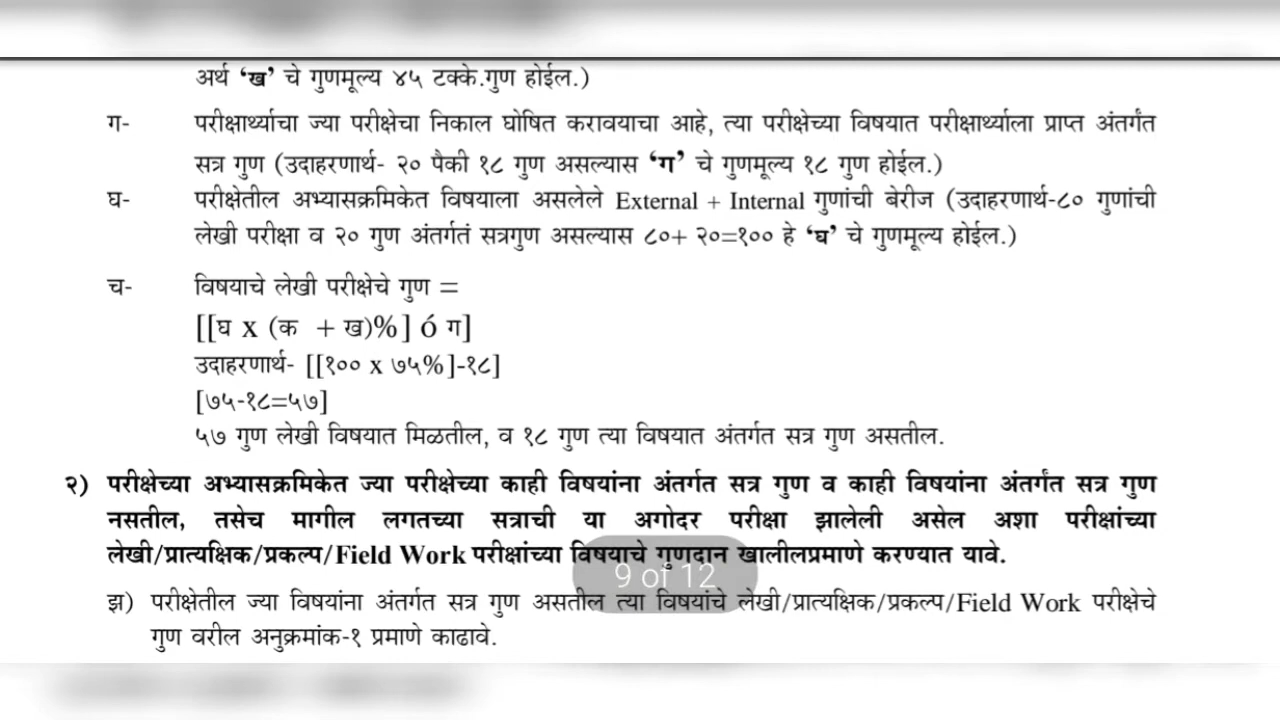 अर्थ ‘ख’ चे गुणमूल्य ४५ टक्के.गुण होईल.)
ग- परीक्षार्थ्याचा ज्या परीक्षेचा निकाल घोषित करावयाचा आहे, त्या परीक्षेच्या विषयात परीक्षार्थ्याला प्राप्त अंतर्गंत
सत्र गुण (उदाहरणार्थ- २० पैकी १८ गुण असल्यास ‘ग’ चे गुणमूल्य १८ गुण होईल.)
घ- परीक्षेतील अभ्यासक्रमिकेत विषयाला असलेले External + Internal गुणांची बेरीज (उदाहरणार्थ-८० गुणांची
लेखी परीक्षा व २० गुण अंतर्गतं सत्रगुण असल्यास ८०+ २०=१०० हे ‘घ’ चे गुणमूल्य होईल.)
च- विषयाचे लेखी परीक्षेचे गुण =
[[घ x (क + ख)%] ó ग]
उदाहरणार्थ- [[१०० x ७५%]-१८]
[७५-१८=५७]
५७ गुण लेखी विषयात मिळतील, व १८ गुण त्या विषयात अंतर्गत सत्र गुण असतील.
२) परीक्षेच्या अभ्यासक्रमिकेत ज्या परीक्षेच्या काही विषयांना अंतर्गत सत्र गुण व काही विषयांना अंतर्गंत सत्र गुण
नसतील, तसेच मागील लगतच्या सत्राची या अगोदर परीक्षा झालेली असेल अशा परीक्षांच्या
लेखी/प्रात्यक्षिक/प्रकल्प/Field Work परीक्षांच्या विषयाचे गुणदान खालीलप्रमाणे करण्यात यावे.
9 of 12
झ) परीक्षेतील ज्या विषयांना अंतर्गत सत्र गुण असतील त्या विषयांचे लेखी/प्रात्यक्षिक/प्रकल्प/Field Work परीक्षेचे
गुण वरील अनुक्रमांक-१ प्रमाणे काढावे.